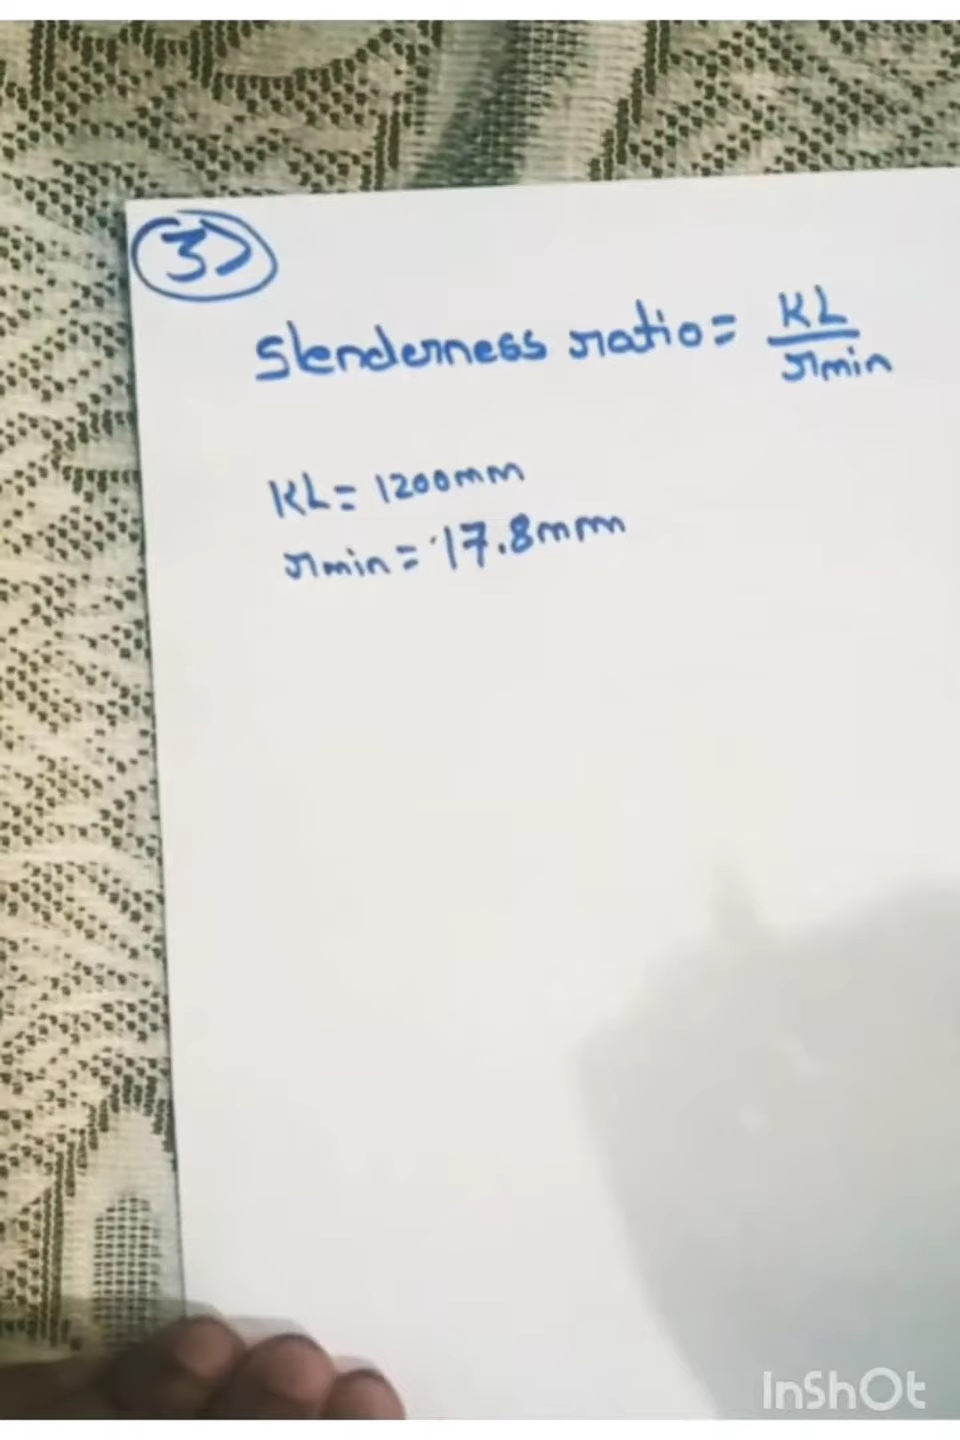 3>
Slenderness ratio = KL/rmin
KL = 1200mm
rmin = 17.8mm
InShOt